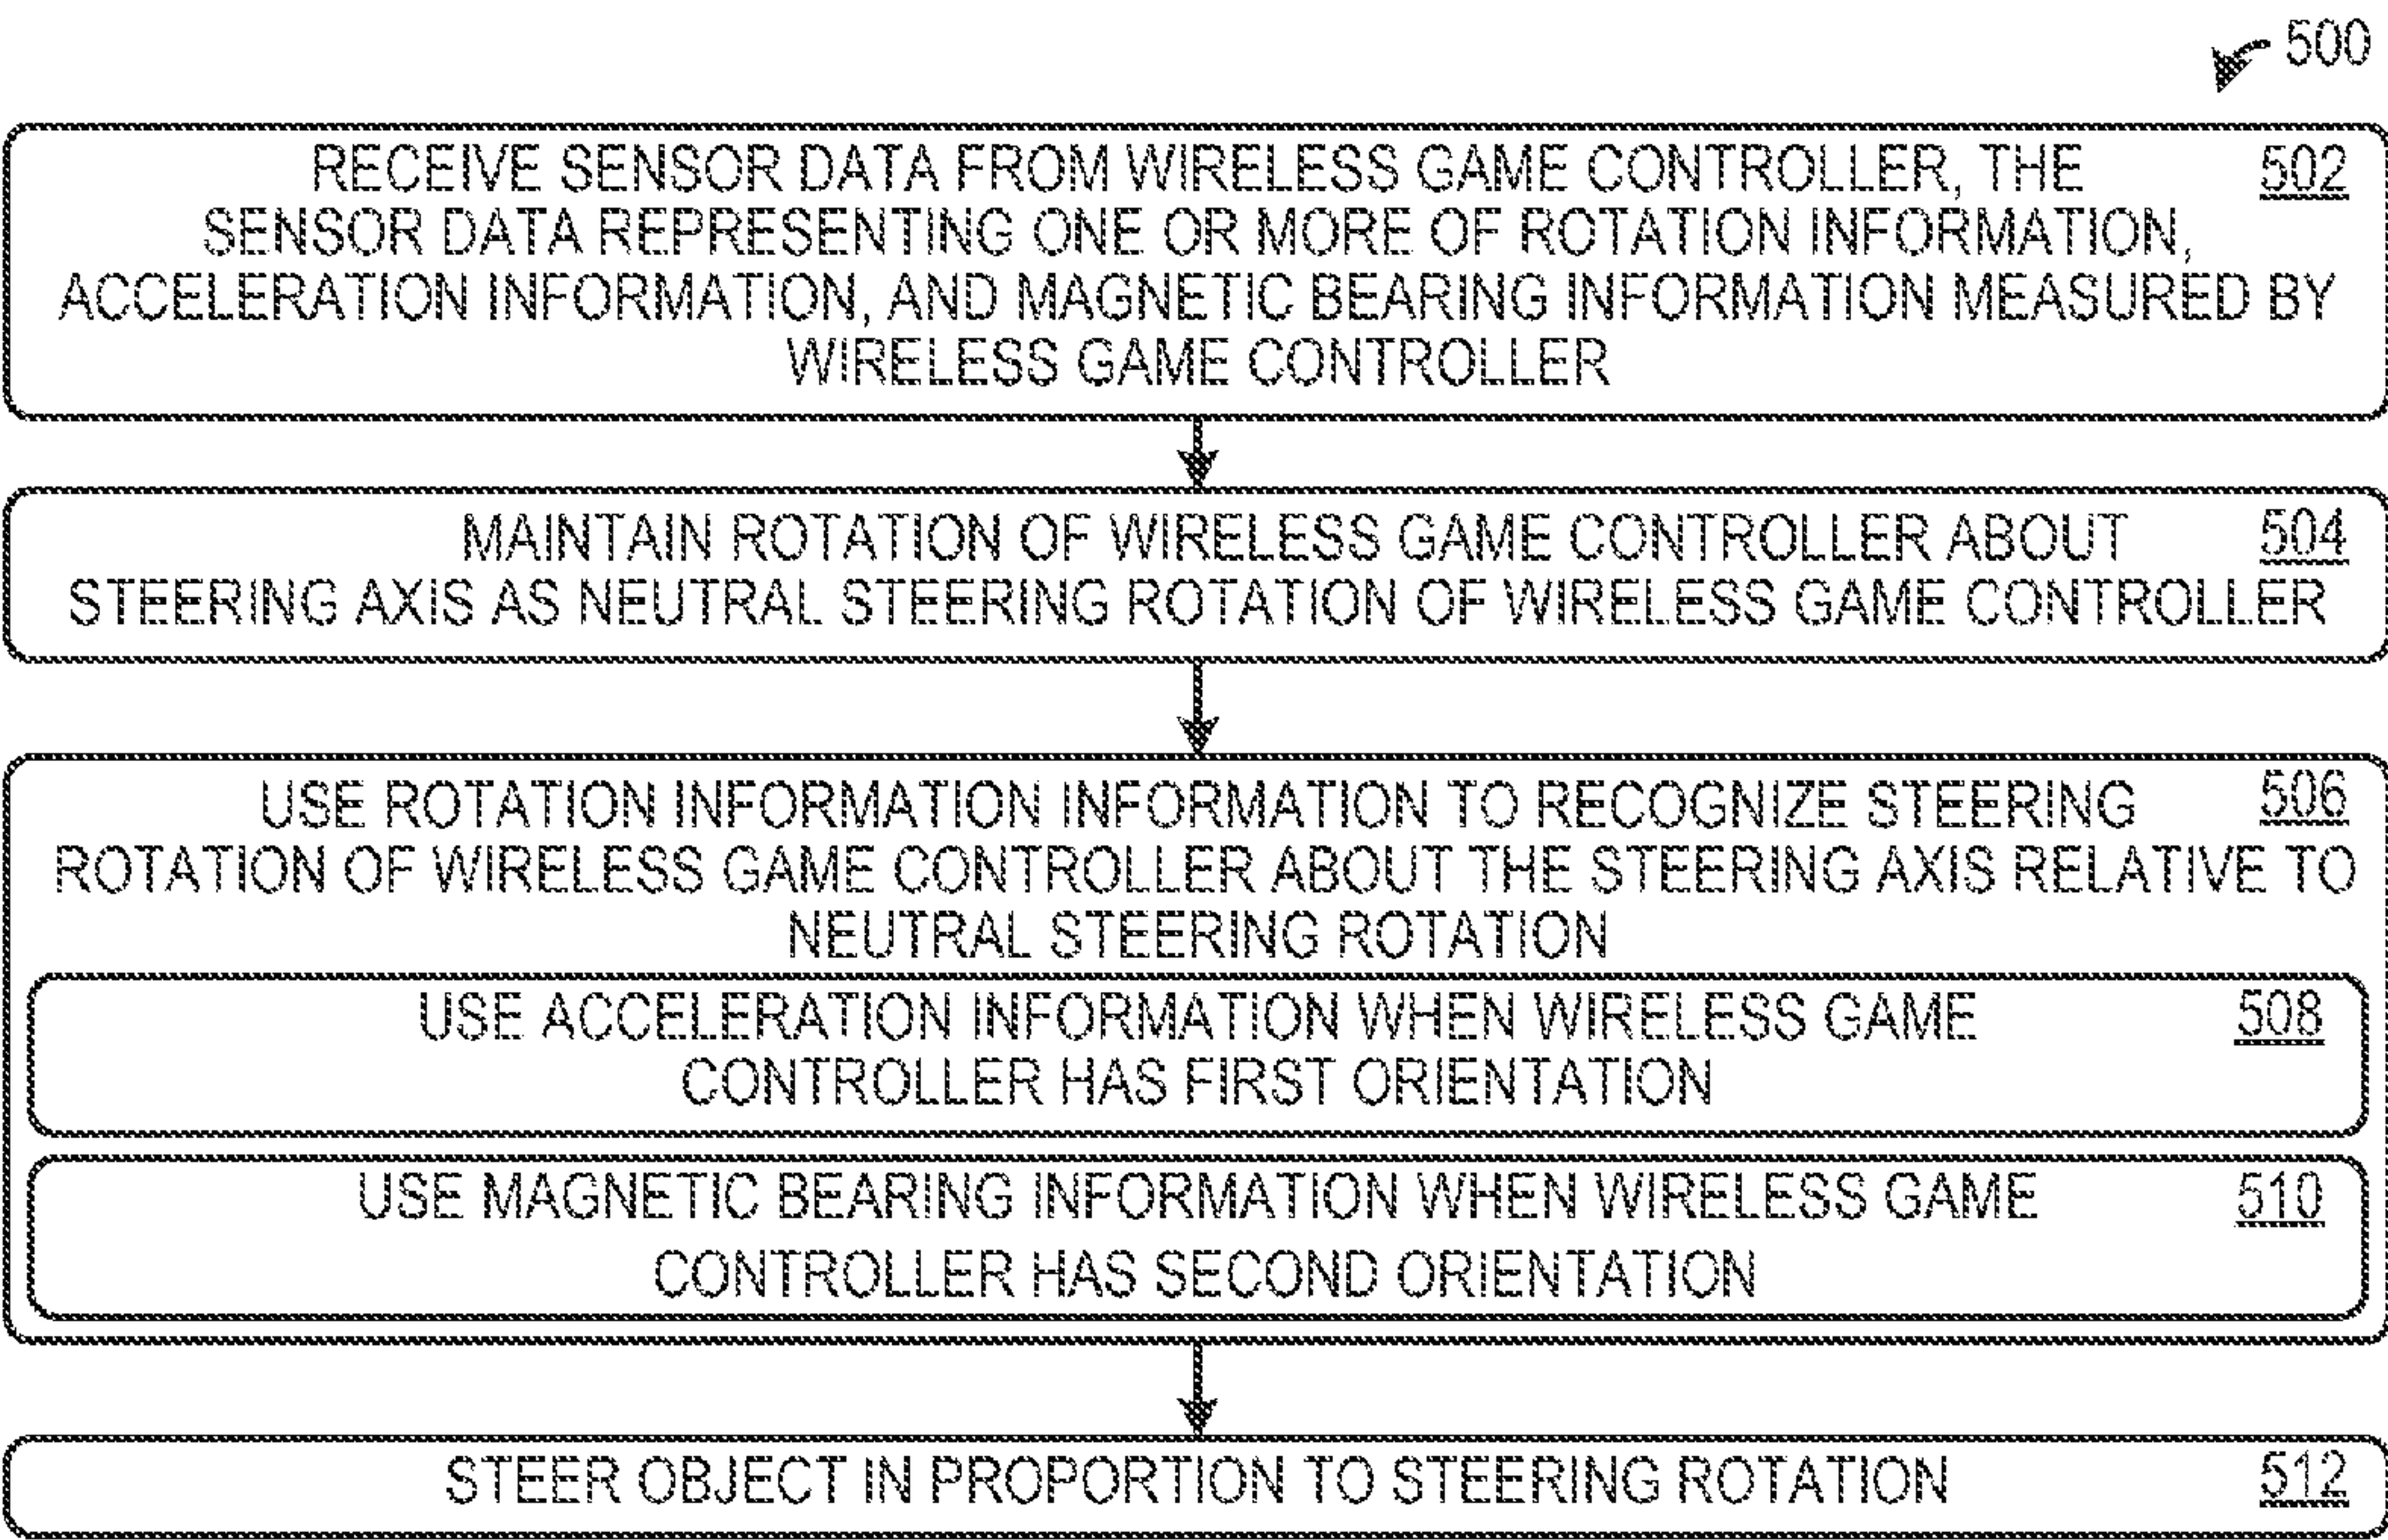 500
RECEIVE SENSOR DATA FROM WIRELESS GAME CONTROLLER, THE 502
SENSOR DATA REPRESENTING ONE OR MORE OF ROTATION INFORMATION,
ACCELERATION INFORMATION, AND MAGNETIC BEARING INFORMATION MEASURED BY
WIRELESS GAME CONTROLLER
MAINTAIN ROTATION OF WIRELESS GAME CONTROLLER ABOUT 504
STEERING AXIS AS NEUTRAL STEERING ROTATION OF WIRELESS GAME CONTROLLER
USE ROTATION INFORMATION INFORMATION TO RECOGNIZE STEERING 506
ROTATION OF WIRELESS GAME CONTROLLER ABOUT THE STEERING AXIS RELATIVE TO
NEUTRAL STEERING ROTATION
USE ACCELERATION INFORMATION WHEN WIRELESS GAME 508
CONTROLLER HAS FIRST ORIENTATION
USE MAGNETIC BEARING INFORMATION WHEN WIRELESS GAME 510
CONTROLLER HAS SECOND ORIENTATION
STEER OBJECT IN PROPORTION TO STEERING ROTATION 512